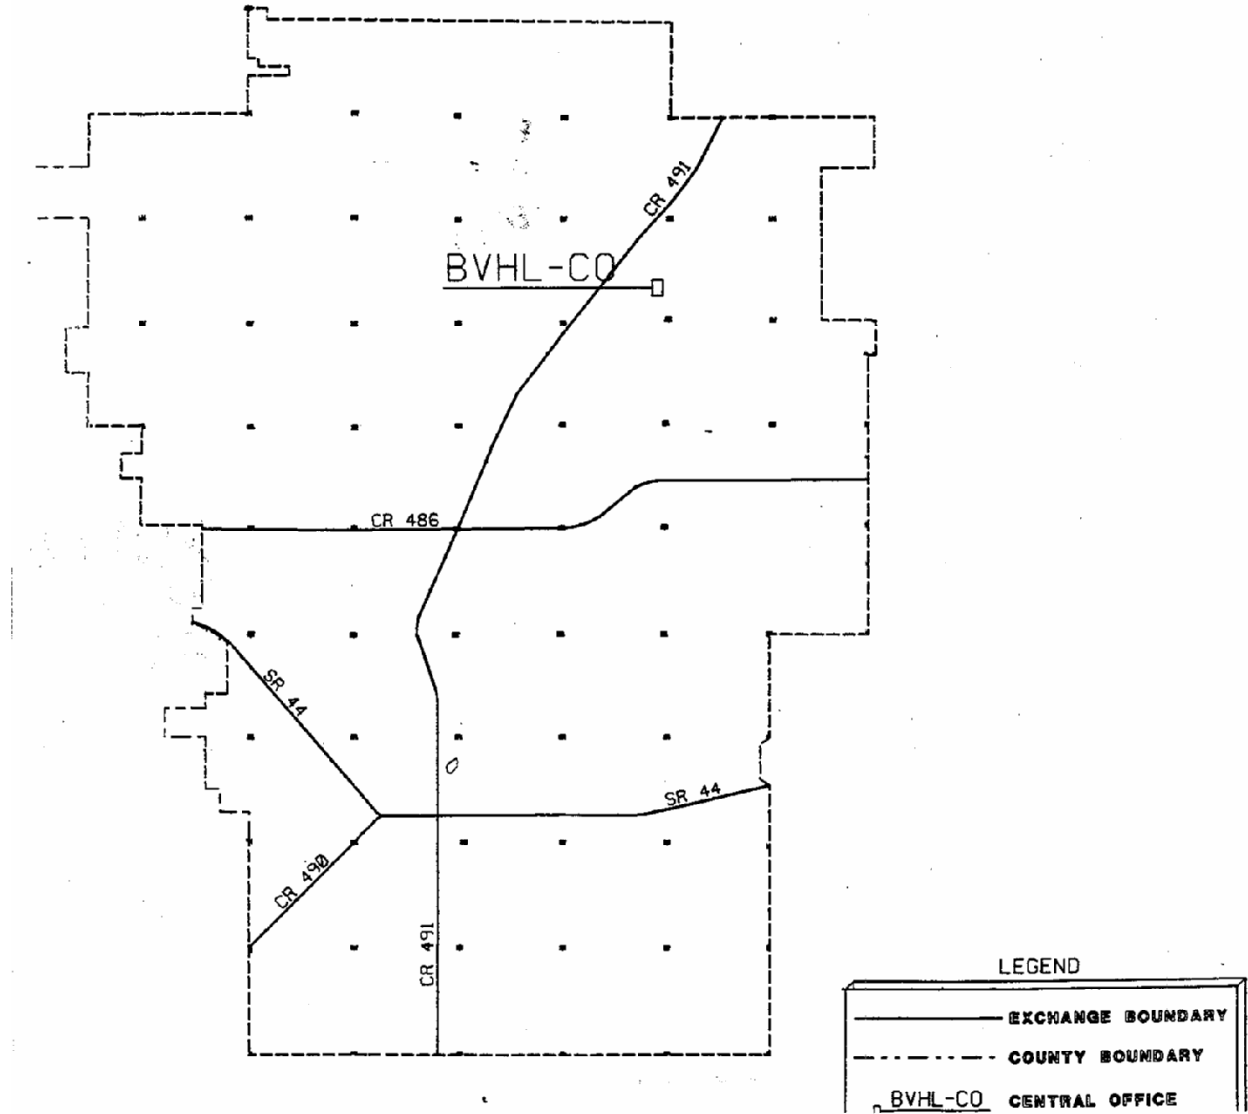 CR 491
BVHL-CO
CR 486
SR 44
SR 44
CR 490
CR 491
LEGEND
EXCHANGE BOUNDARY
COUNTY BOUNDARY
BVHL-CO CENTRAL OFFICE